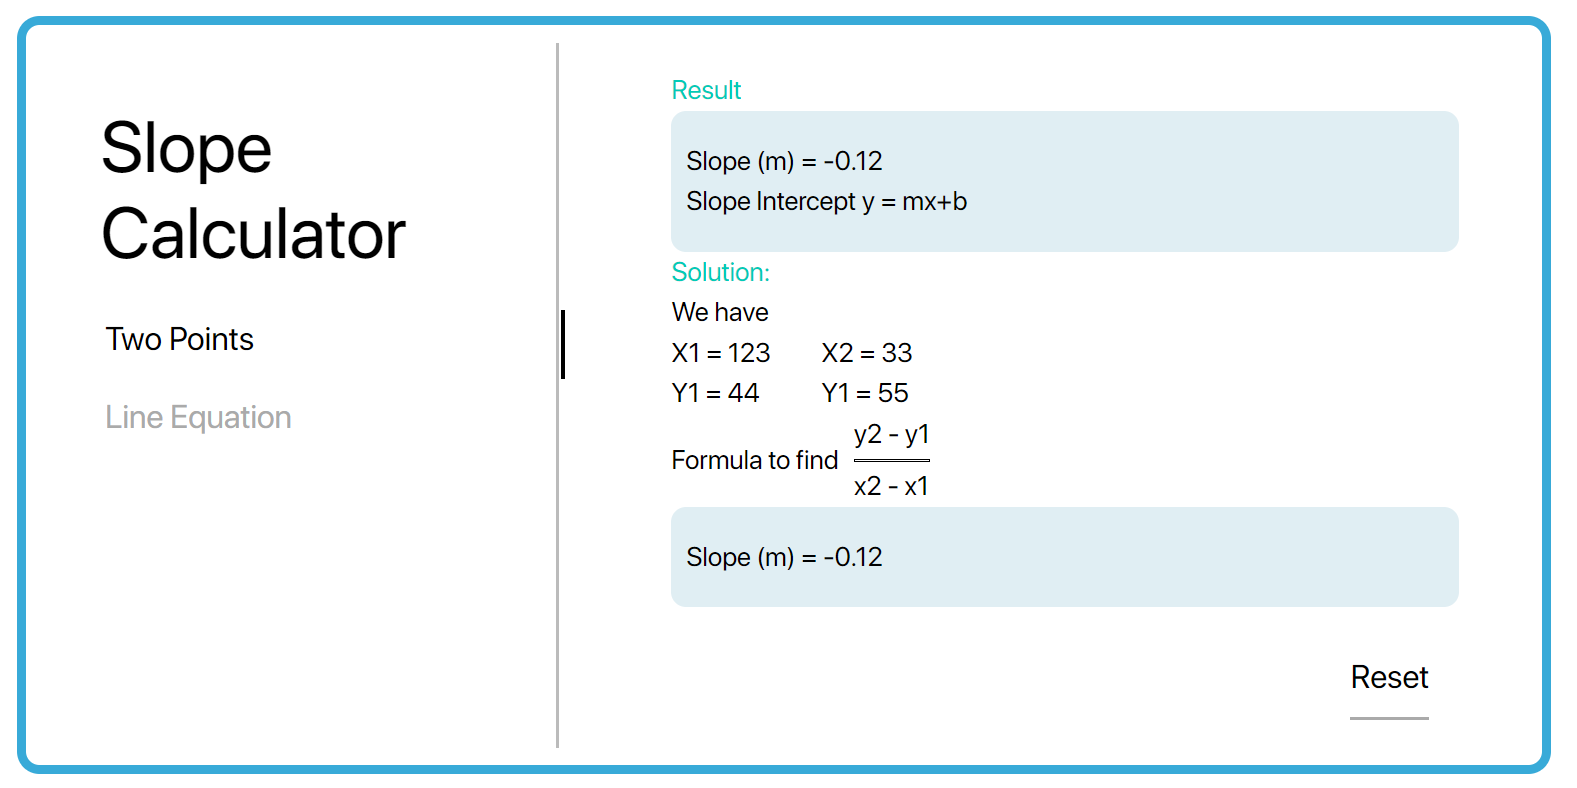 Slope
Calculator
Two Points
Line Equation
Result
Slope (m) = -0.12
Slope Intercept y = mx+b
Solution:
We have
X1 = 123 X2 = 33
Y1 = 44 Y1 = 55
Formula to find y2 - y1
x2 - x1
Slope (m) = -0.12
Reset